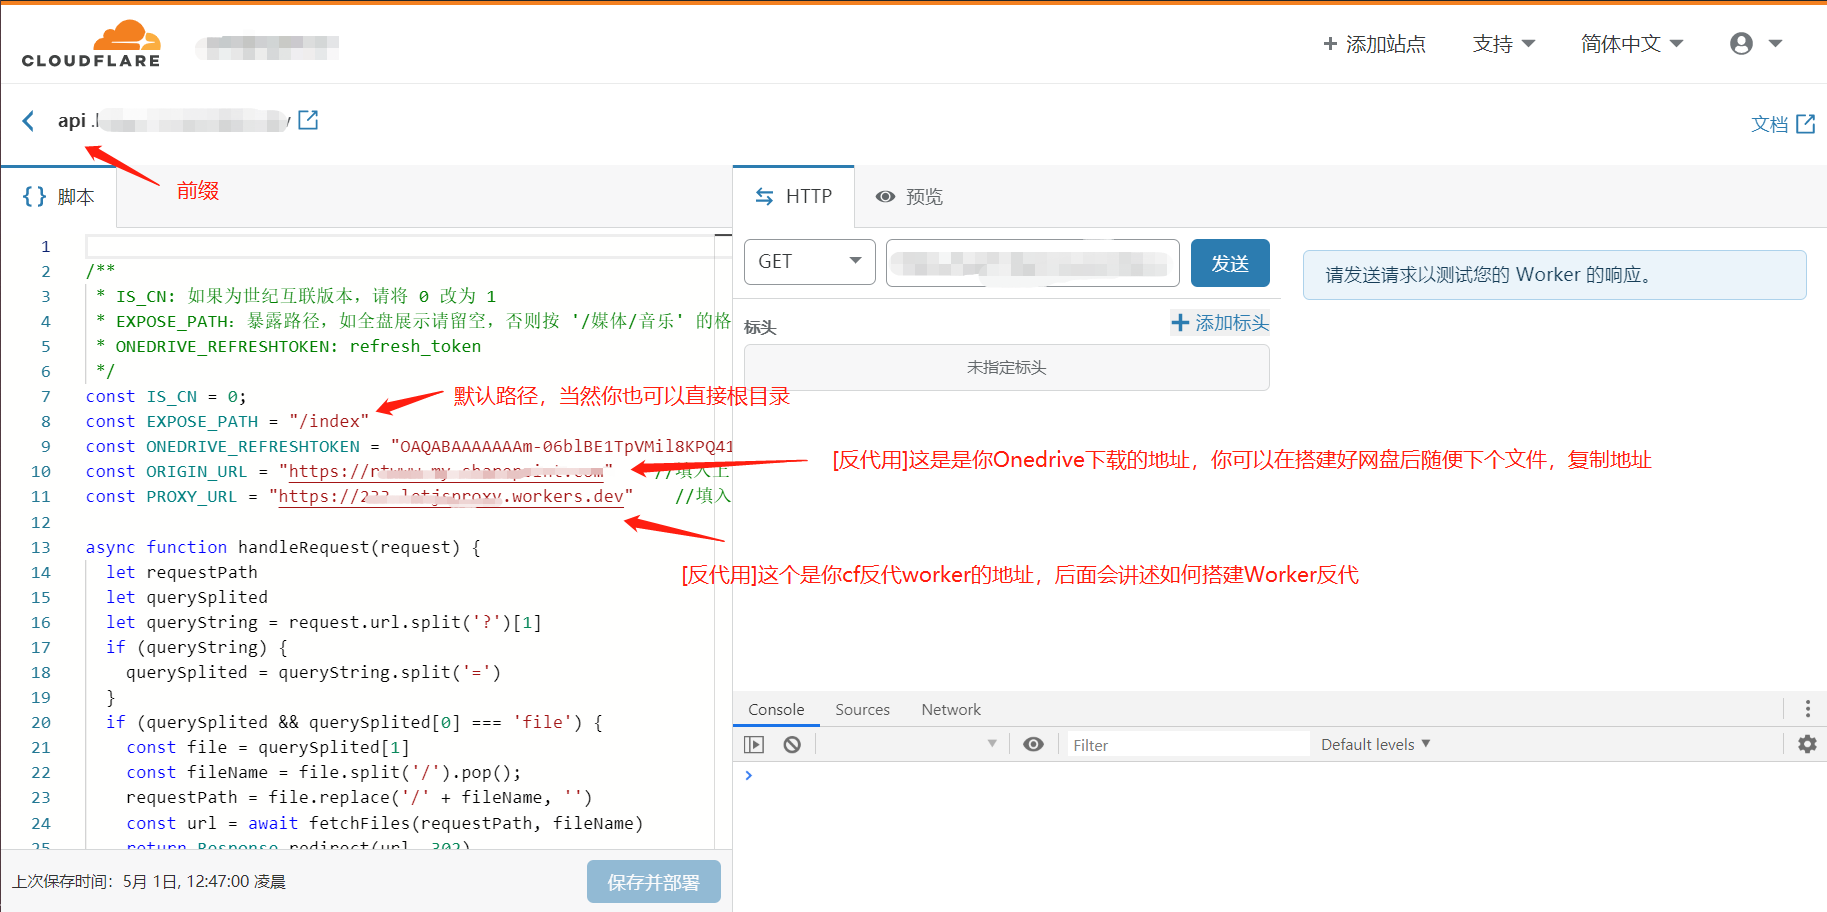 CLOUDFLARE
添加站点
支持
简体中文
api
文档
前缀
脚本
HTTP
预览
GET
发送
请发送请求以测试您的 Worker 的响应。
标头
添加标头
未指定标头
1
2 /**
3 * IS_CN: 如果为世纪互联版本，请将 0 改为 1
4 * EXPOSE_PATH: 暴露路径，如全盘展示请留空，否则按 '/媒体/音乐' 的格
5 * ONEDRIVE_REFRESHTOKEN: refresh_token
6 */
7 const IS_CN = 0;
默认路径，当然你也可以直接根目录
8 const EXPOSE_PATH = "/index"
9 const ONEDRIVE_REFRESHTOKEN = "OAQABAAAAAAAm-06blBE1TpVMil8KPQ41
[反代用]这是是你Onedrive下载的地址，你可以在搭建好网盘后随便下个文件，复制地址
10 const ORIGIN_URL = "https:// .com" //填入上
11 const PROXY_URL = "https:// .workers.dev" //填入
12
13 async function handleRequest(request) {
[反代用]这个是你cf反代worker的地址，后面会讲述如何搭建Worker反代
14 let requestPath
15 let querySplited
16 let queryString = request.url.split('?')[1]
17 if (queryString) {
18 querySplited = queryString.split('=')
19 }
20 if (querySplited && querySplited[0] === 'file') {
21 const file = querySplited[1]
22 const fileName = file.split('/').pop();
23 requestPath = file.replace('/' + fileName, '')
24 const url = await fetchFiles(requestPath, fileName)
25 return Response.redirect(url, 302)
Console Sources Network
Filter
Default levels
上次保存时间：5月 1日, 12:47:00 凌晨
保存并部署